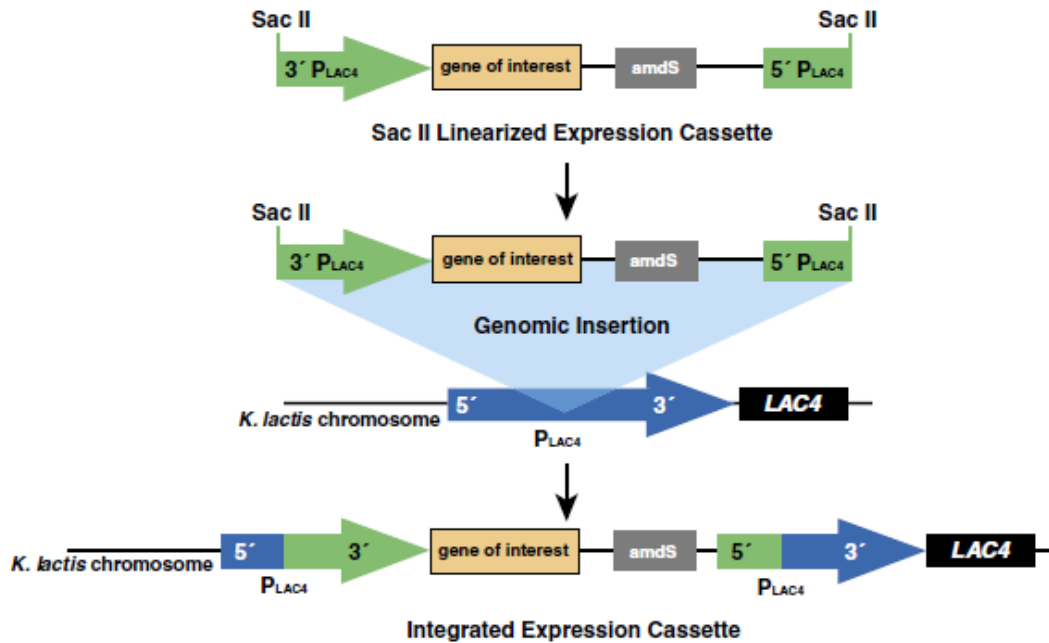 Sac II
Sac II
3´ PLAC4
gene of interest
amdS
5´ PLAC4
Sac II Linearized Expression Cassette
Sac II
Sac II
3´ PLAC4
gene of interest
amdS
5´ PLAC4
Genomic Insertion
5´
3´
LAC4
K. lactis chromosome
PLAC4
5´
3´
gene of interest
amdS
5´
3´
LAC4
K. lactis chromosome
PLAC4
PLAC4
Integrated Expression Cassette